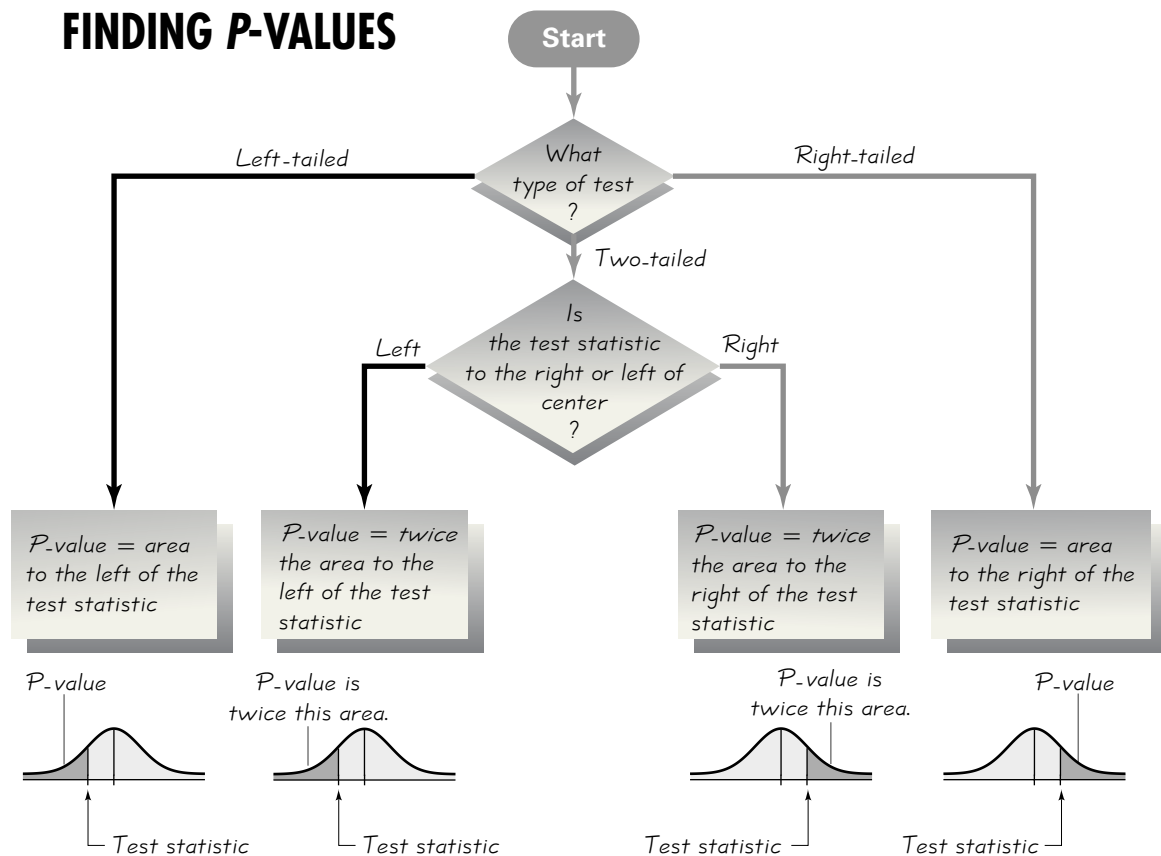 FINDING P-VALUES
Start
What
type of test
?
Left-tailed
Right-tailed
Two-tailed
Is
the test statistic
to the right or left of
center
?
Left
Right
P-value = area
to the left of the
test statistic
P-value = twice
the area to the
left of the test
statistic
P-value = twice
the area to the
right of the test
statistic
P-value = area
to the right of the
test statistic
P-value
Test statistic
P-value is
twice this area.
Test statistic
P-value is
twice this area.
Test statistic
P-value
Test statistic